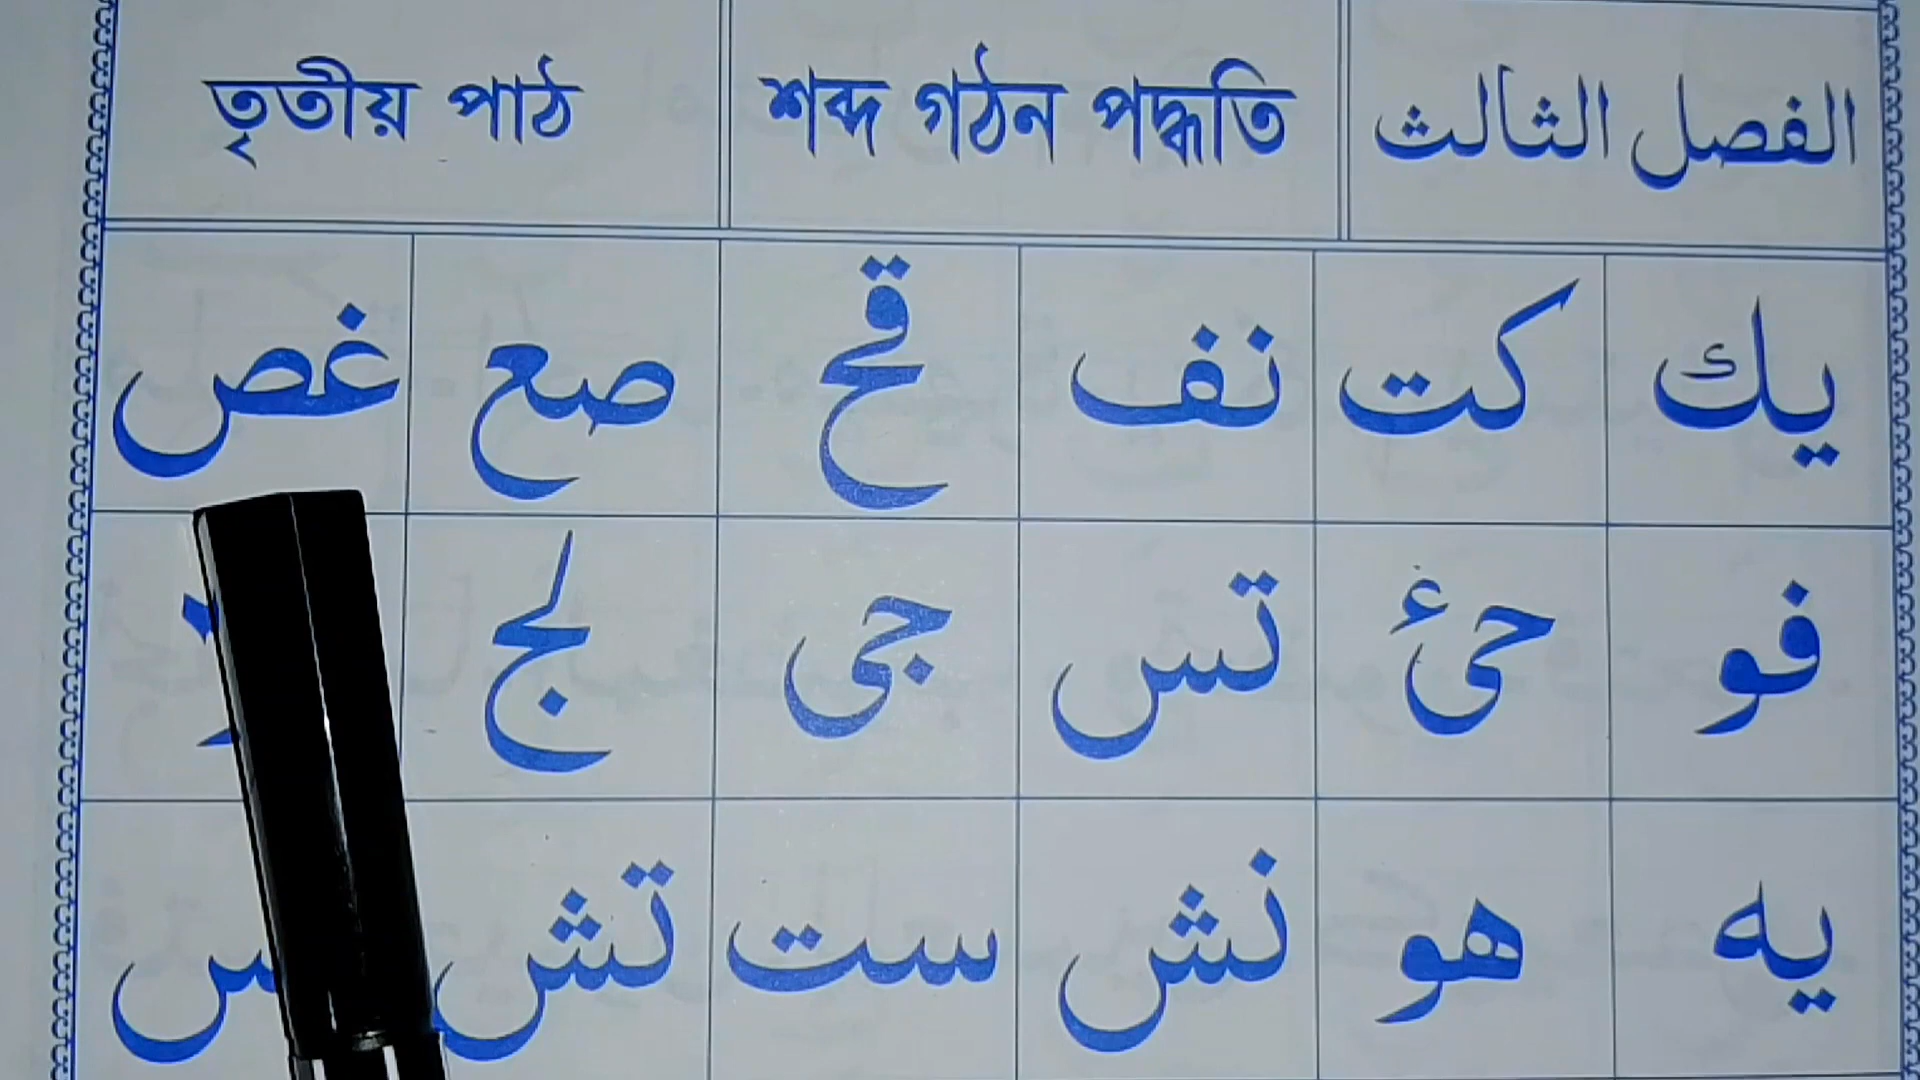 الفصل الثالث শব্দ গঠন পদ্ধতি তৃতীয় পাঠ
يك كت نف قح صع غص
فو حئ تس جى لج
يه هو نش ست تش